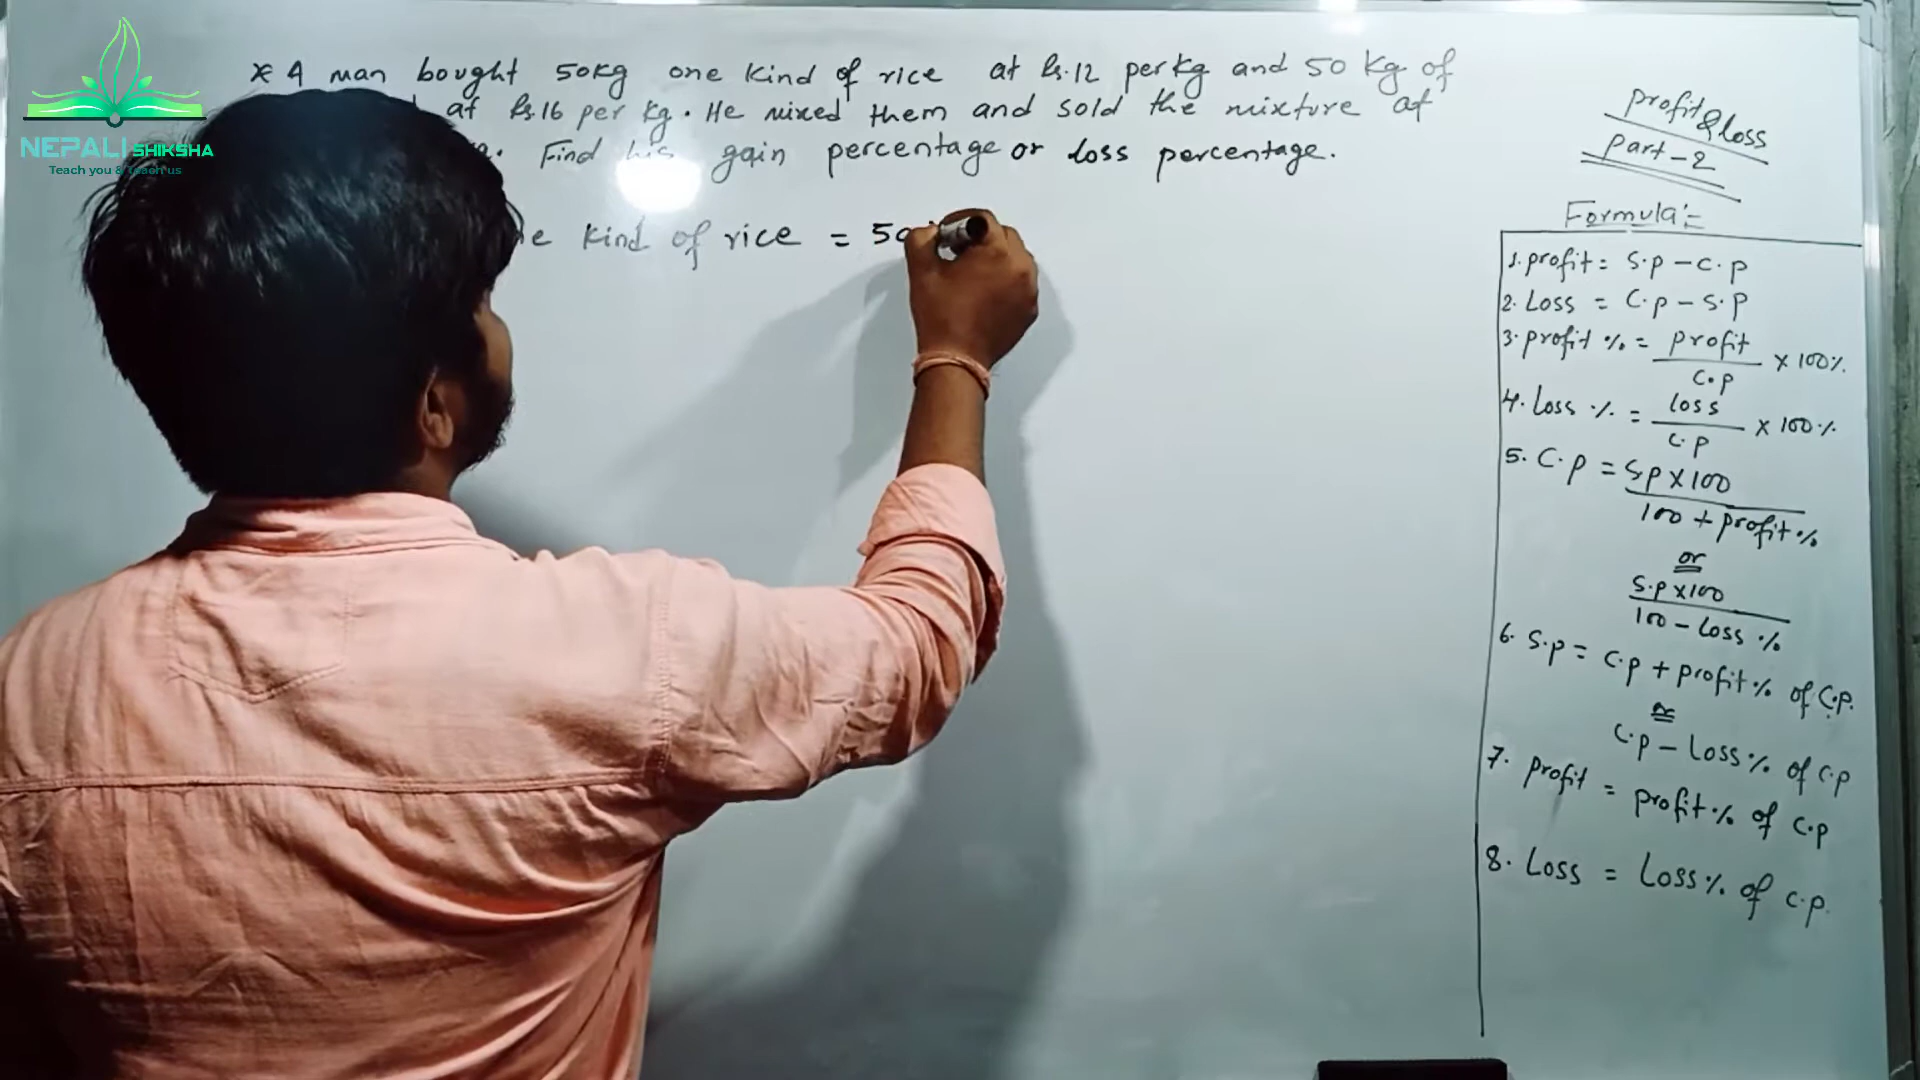 NEPALI SHIKSHA
Teach you & Teach us
* A man bought 50kg one kind of rice at Rs.12 per kg and 50 kg of
at Rs.16 per kg. He mixed them and sold the mixture at
Find his gain percentage or loss percentage.
kind of rice = 50
profit & loss
part-2
Formula:-
1. profit = S.p - C.p
2. Loss = C.p - S.p
3. profit % = profit / C.p × 100%
4. Loss % = loss / C.p × 100%
5. C.p = S.p × 100 / 100 + profit %
or
S.p × 100 / 100 - Loss %
6. S.p = C.p + profit% of C.p.
or
C.p - Loss% of C.p
7. profit = profit% of C.p
8. Loss = Loss% of C.p.